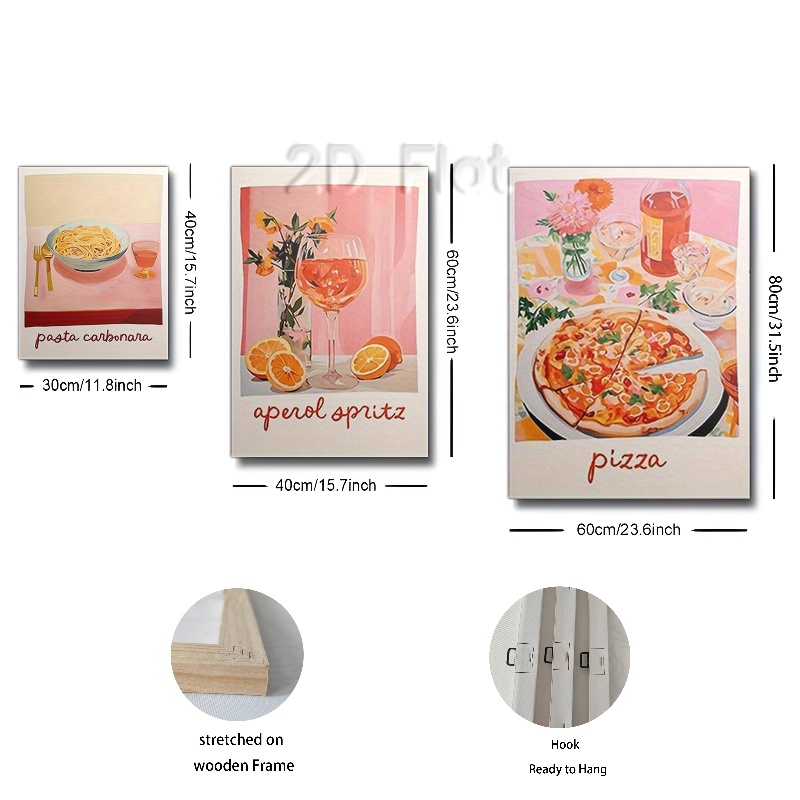 2D Flat
pasta carbonara
40cm/15.7inch
30cm/11.8inch
aperol spritz
60cm/23.6inch
40cm/15.7inch
pizza
80cm/31.5inch
60cm/23.6inch
stretched on
wooden Frame
Hook
Ready to Hang